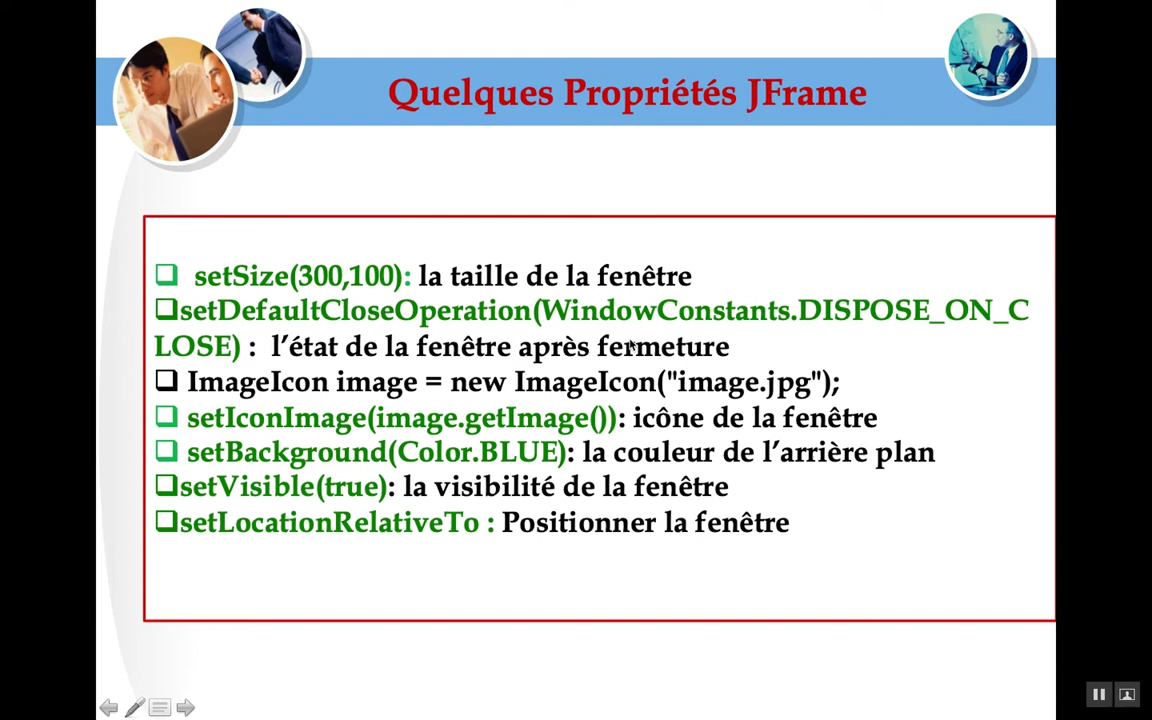 Quelques Propriétés JFrame
❑ setSize(300,100): la taille de la fenêtre
❑setDefaultCloseOperation(WindowConstants.DISPOSE_ON_C
LOSE) : l’état de la fenêtre après fermeture
❑ ImageIcon image = new ImageIcon("image.jpg");
❑ setIconImage(image.getImage()): icône de la fenêtre
❑ setBackground(Color.BLUE): la couleur de l’arrière plan
❑setVisible(true): la visibilité de la fenêtre
❑setLocationRelativeTo : Positionner la fenêtre